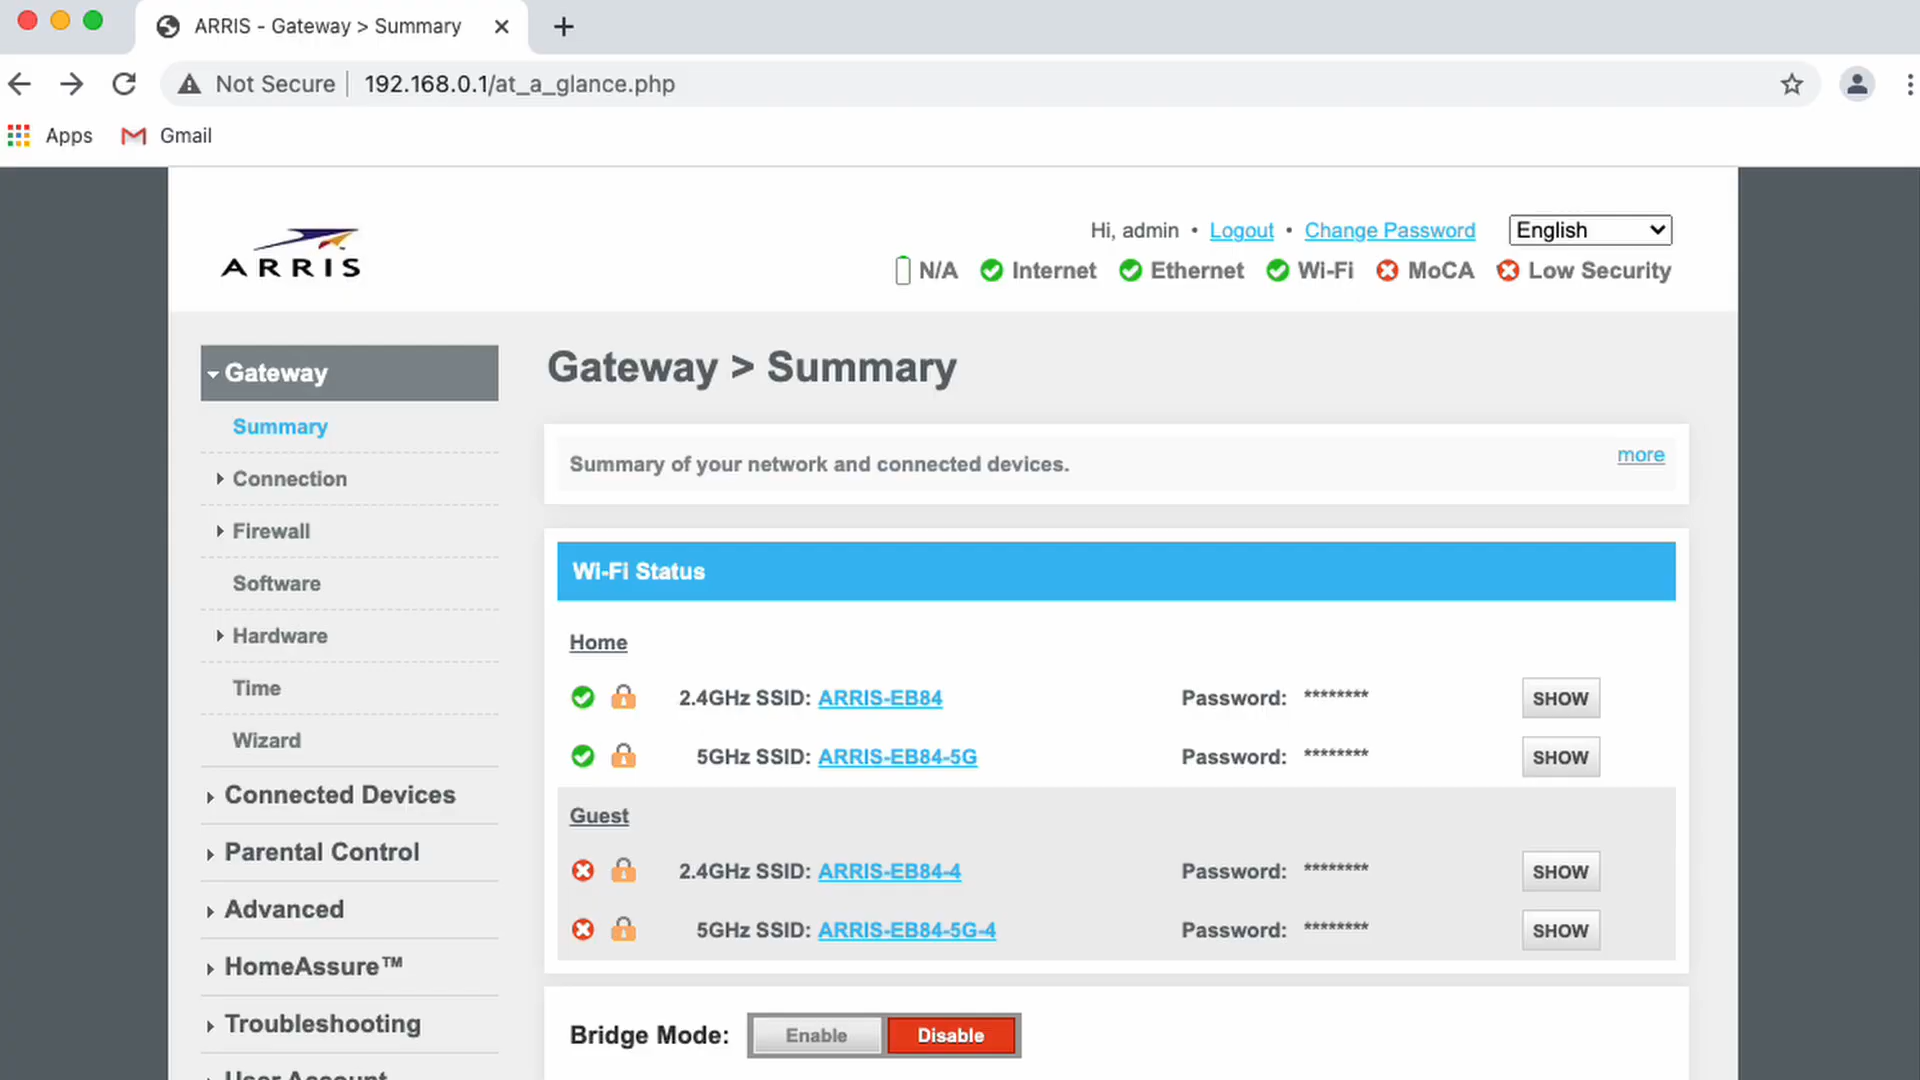 ARRIS - Gateway > Summary
Not Secure 192.168.0.1/at_a_glance.php
Apps Gmail
ARRIS
Hi, admin • Logout • Change Password English
N/A Internet Ethernet Wi-Fi MoCA Low Security
Gateway
Summary
Connection
Firewall
Software
Hardware
Time
Wizard
Connected Devices
Parental Control
Advanced
HomeAssure™
Troubleshooting
User Account
Gateway > Summary
Summary of your network and connected devices. more
Wi-Fi Status
Home
2.4GHz SSID: ARRIS-EB84 Password: ******** SHOW
5GHz SSID: ARRIS-EB84-5G Password: ******** SHOW
Guest
2.4GHz SSID: ARRIS-EB84-4 Password: ******** SHOW
5GHz SSID: ARRIS-EB84-5G-4 Password: ******** SHOW
Bridge Mode: Enable Disable